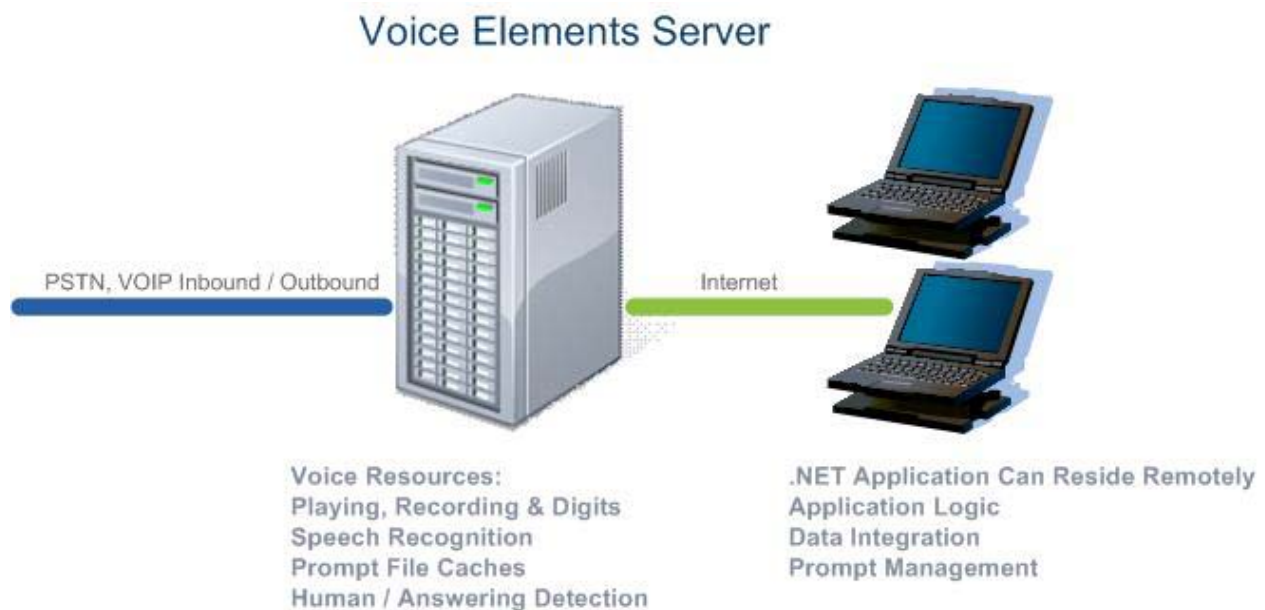 Voice Elements Server
PSTN, VOIP Inbound / Outbound
Internet
Voice Resources:
Playing, Recording & Digits
Speech Recognition
Prompt File Caches
Human / Answering Detection
.NET Application Can Reside Remotely
Application Logic
Data Integration
Prompt Management